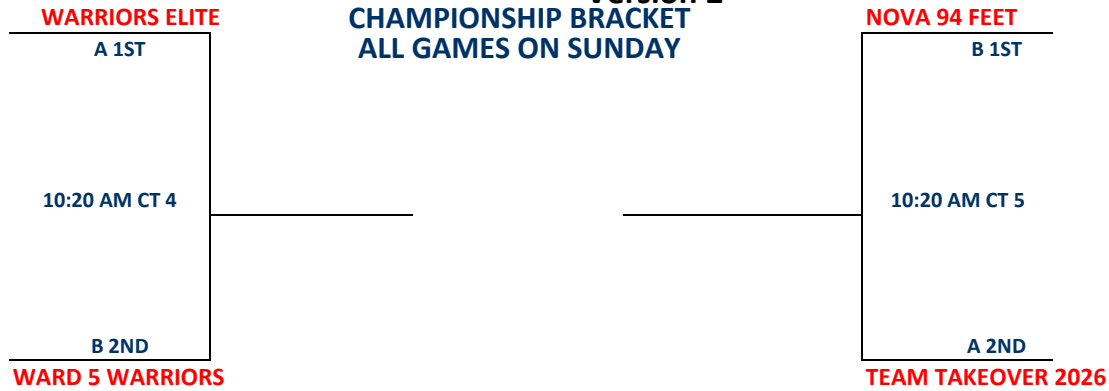 WARRIORS ELITE
CHAMPIONSHIP BRACKET
NOVA 94 FEET
A 1ST
ALL GAMES ON SUNDAY
B 1ST
10:20 AM CT 4
10:20 AM CT 5
B 2ND
A 2ND
WARD 5 WARRIORS
TEAM TAKEOVER 2026